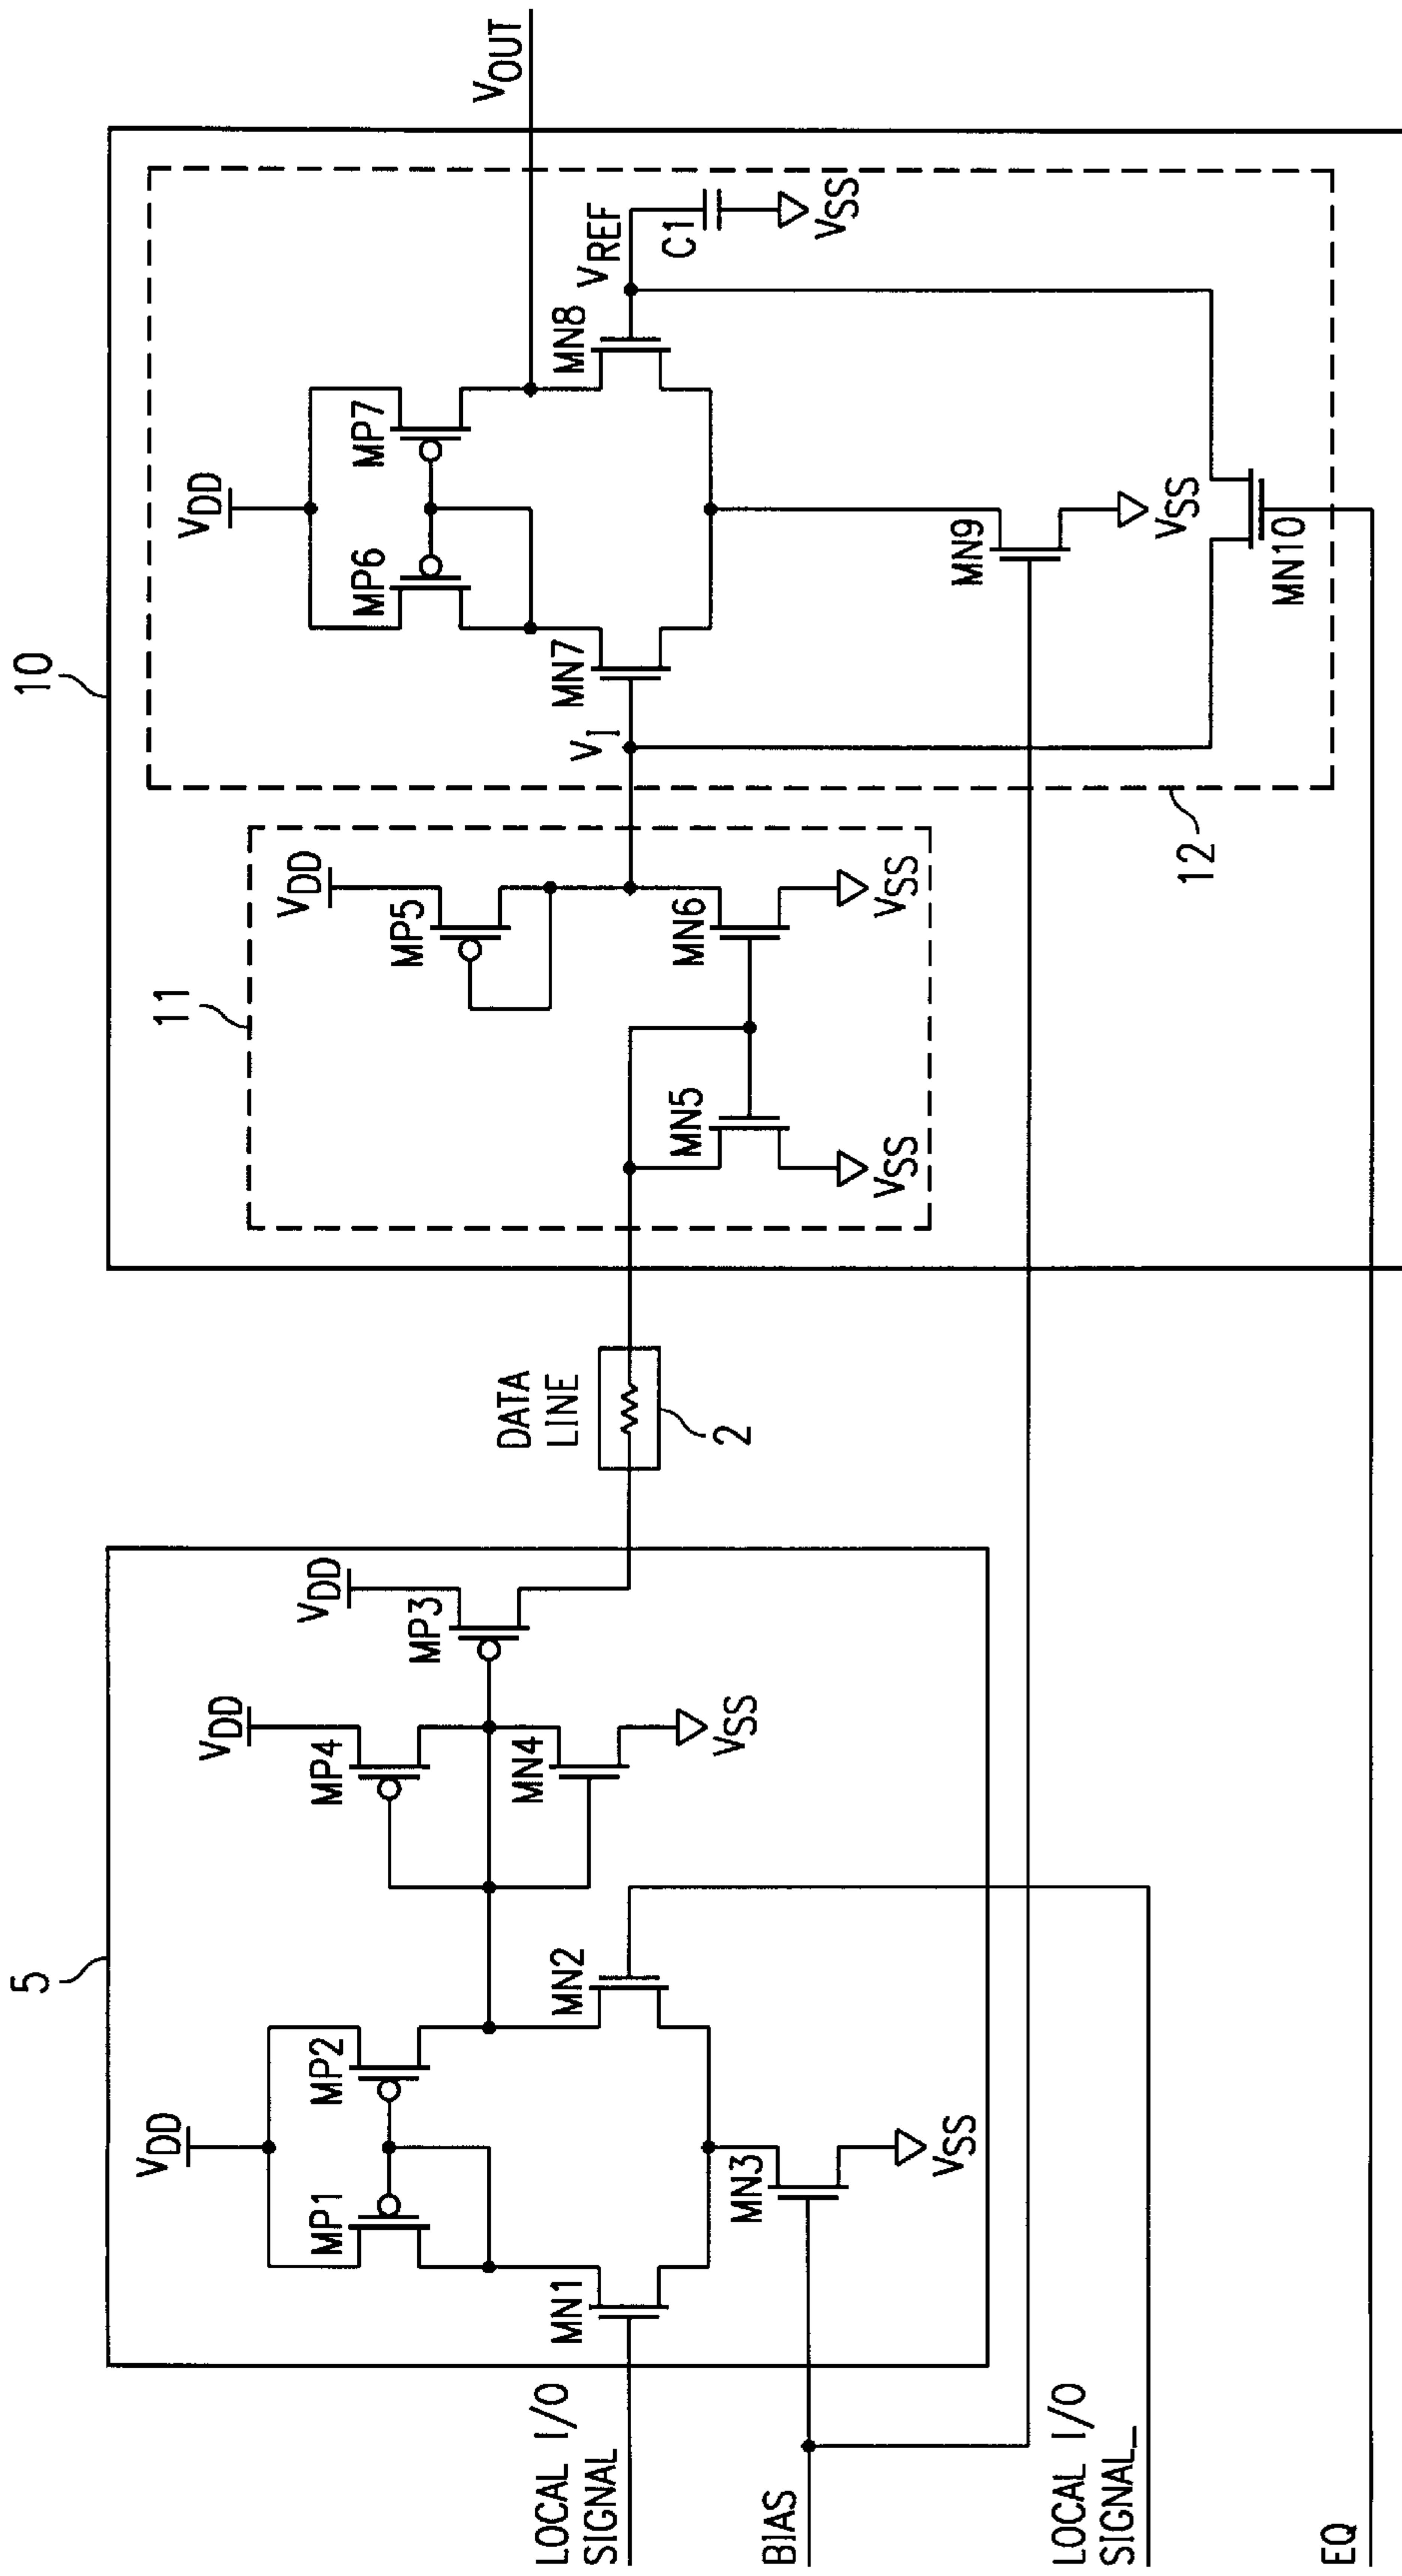 5
VDD
MP1
MP2
MN1
MN2
MN3
VSS
VDD
MP4
MN4
VSS
VDD
MP3
LOCAL I/O
SIGNAL
BIAS
LOCAL I/O
SIGNAL_
EQ
DATA
LINE
2
10
11
VDD
MP5
MN5
VSS
MN6
VSS
VI
VDD
MP6
MP7
MN7
MN8
VREF
C1
VSS
VOUT
MN9
VSS
MN10
12